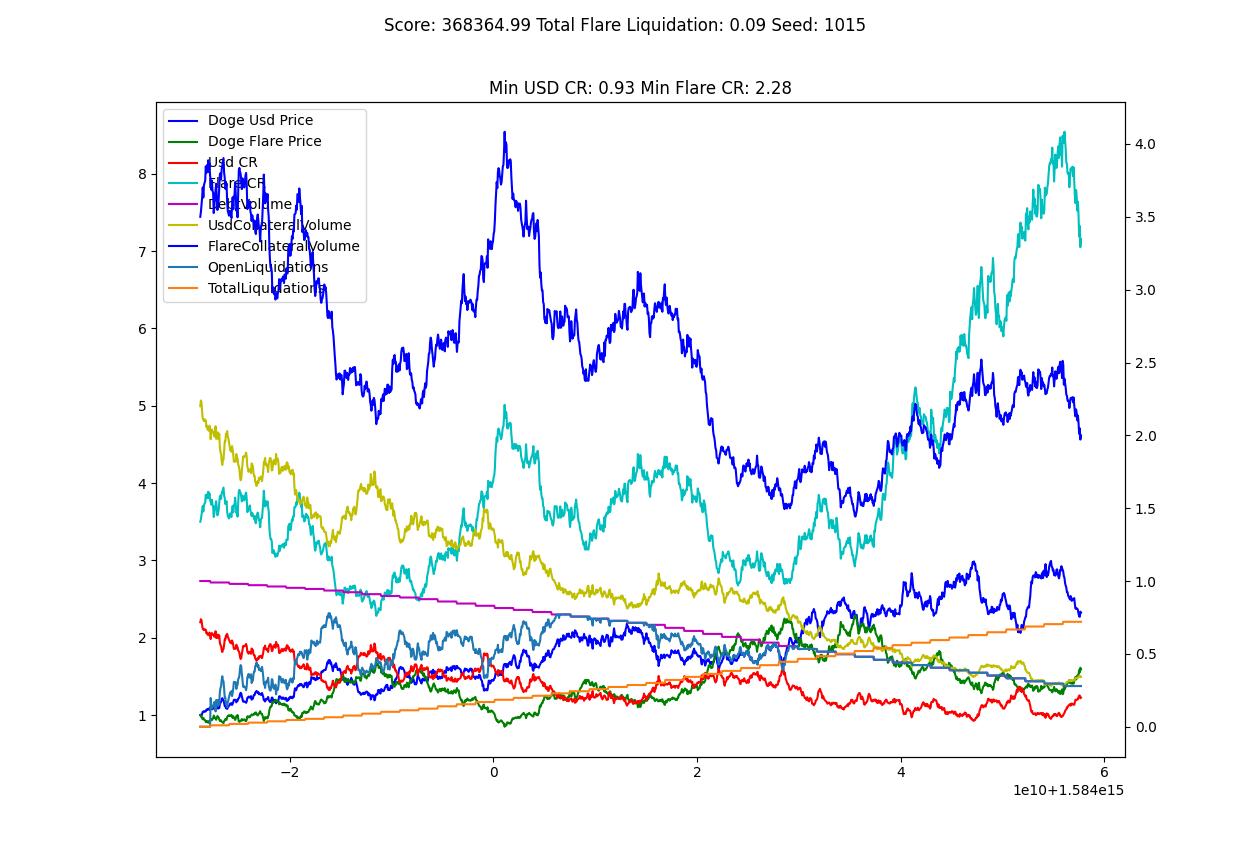 Score: 368364.99 Total Flare Liquidation: 0.09 Seed: 1015
Min USD CR: 0.93 Min Flare CR: 2.28
Doge Usd Price
Doge Flare Price
Usd CR
Flare CR
DebtVolume
UsdCollateralVolume
FlareCollateralVolume
OpenLiquidations
TotalLiquidations
8
7
6
5
4
3
2
1
4.0
3.5
3.0
2.5
2.0
1.5
1.0
0.5
0.0
−2 0 2 4 6
1e10+1.584e15